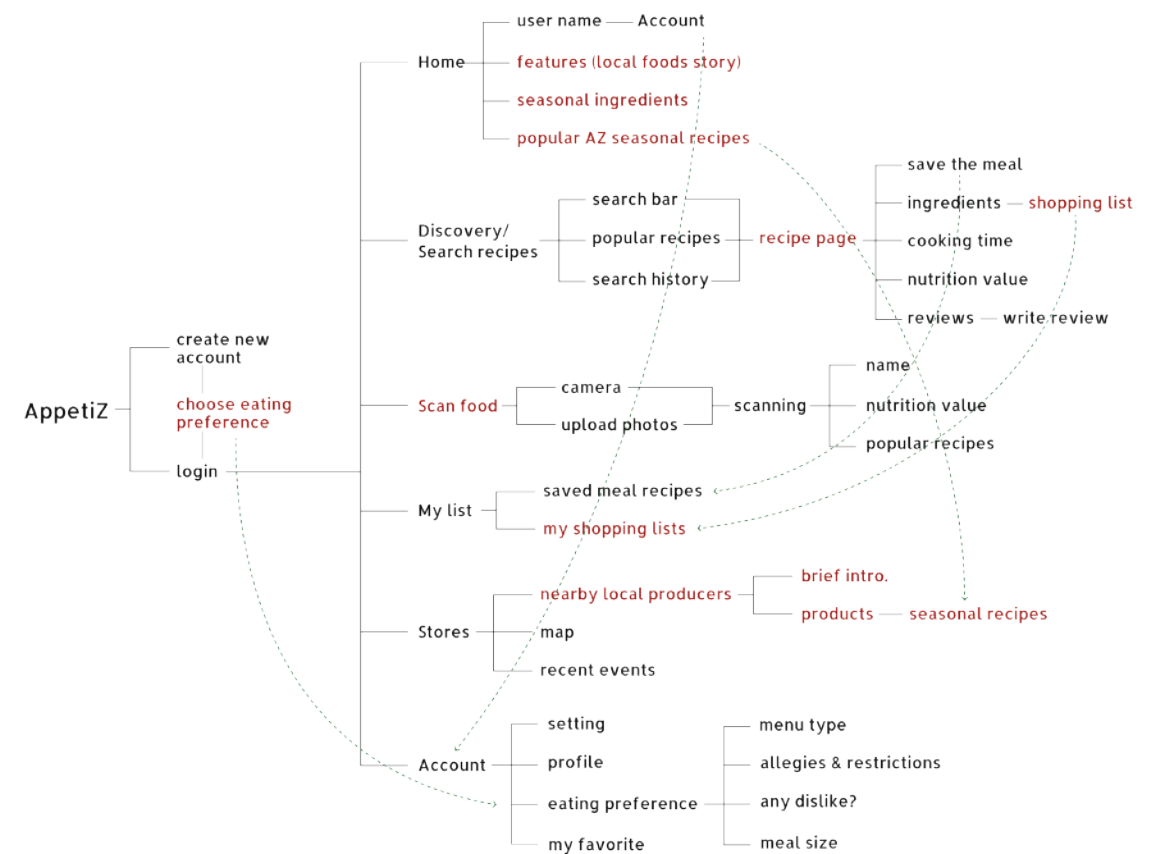 AppetiZ
create new
account
choose eating
preference
login
Home
user name
Account
features (local foods story)
seasonal ingredients
popular AZ seasonal recipes
Discovery/
Search recipes
search bar
popular recipes
search history
recipe page
save the meal
ingredients
shopping list
cooking time
nutrition value
reviews
write review
Scan food
camera
upload photos
scanning
name
nutrition value
popular recipes
My list
saved meal recipes
my shopping lists
Stores
nearby local producers
brief intro.
products
seasonal recipes
map
recent events
Account
setting
profile
eating preference
menu type
allegies & restrictions
any dislike?
meal size
my favorite